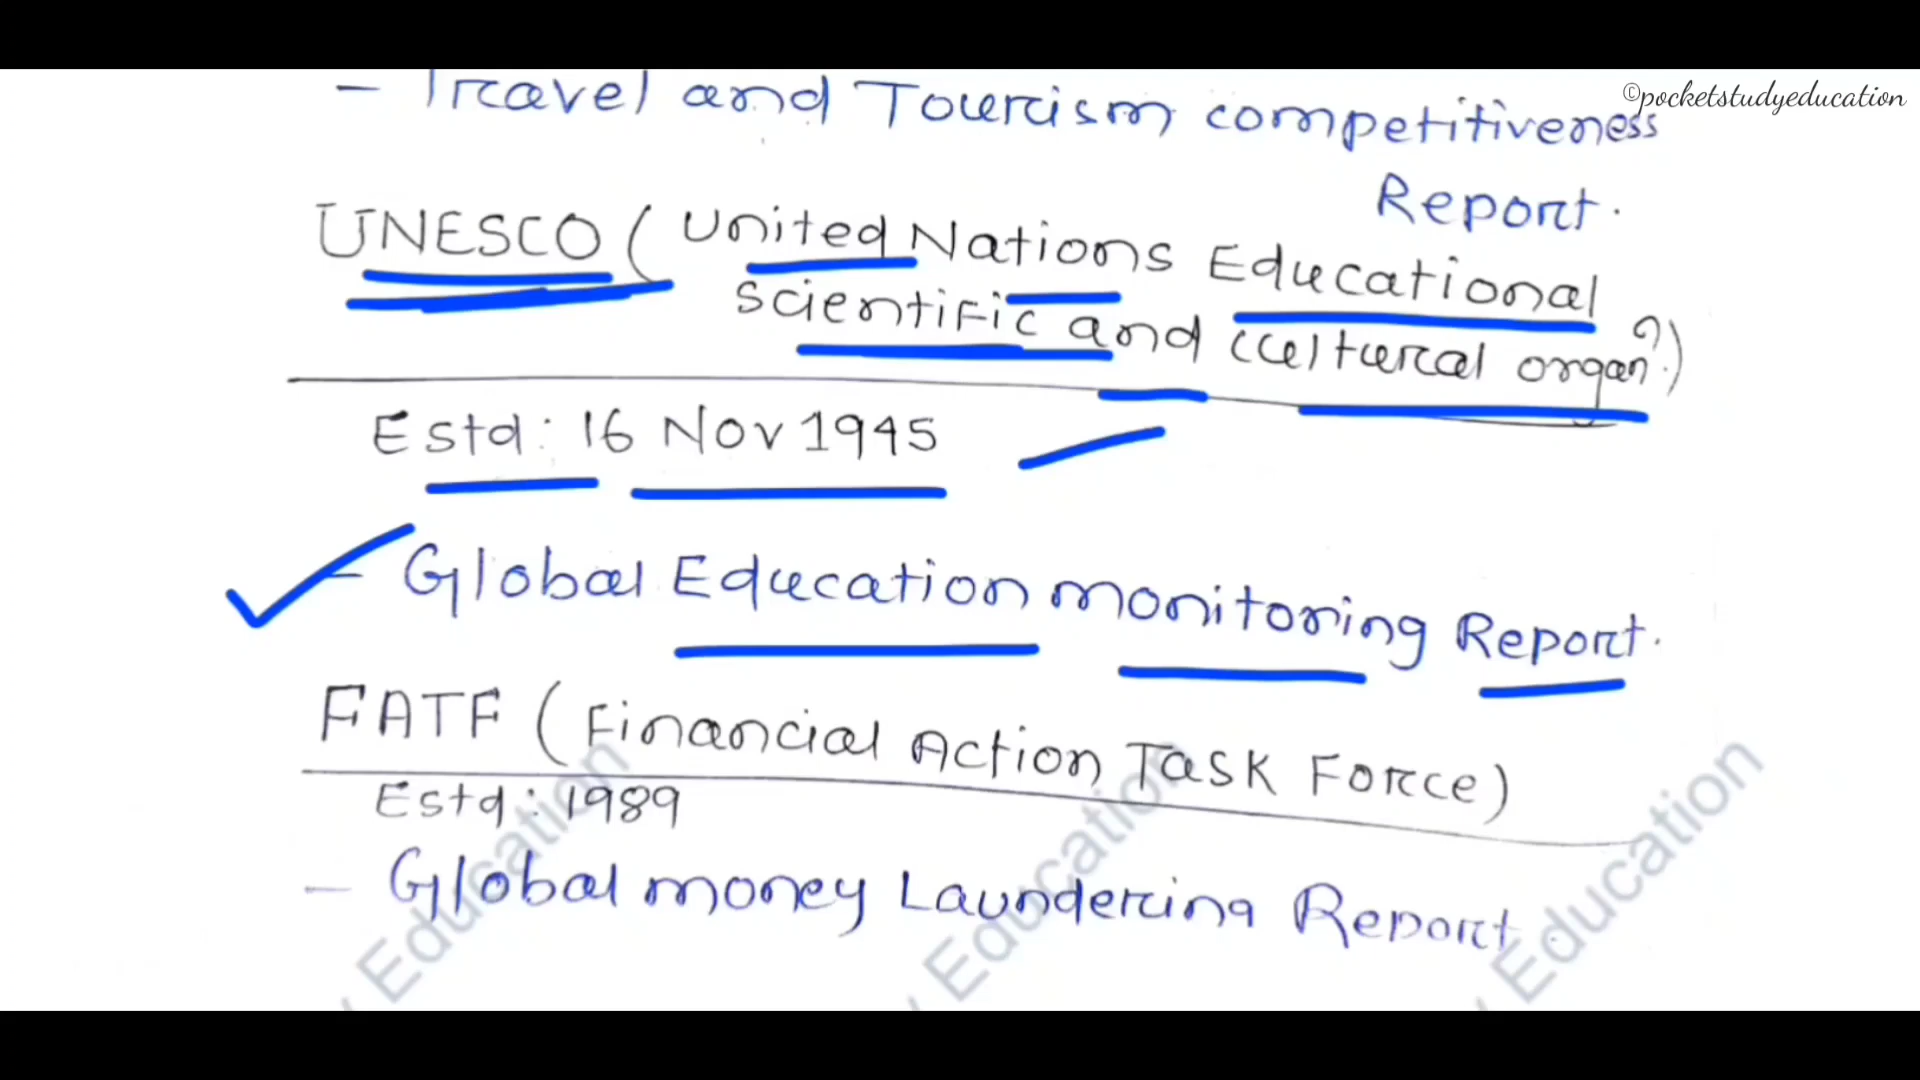 ©pocketstudyeducation
- Travel and Tourism competitiveness
Report.
UNESCO (United Nations Educational
scientific and cultural organⁿ.)
Estd: 16 Nov 1945
- Global Education monitoring Report.
FATF (Financial Action Task Force)
Estd: 1989
- Global money Laundering Report.
y Education
y Education
y Education